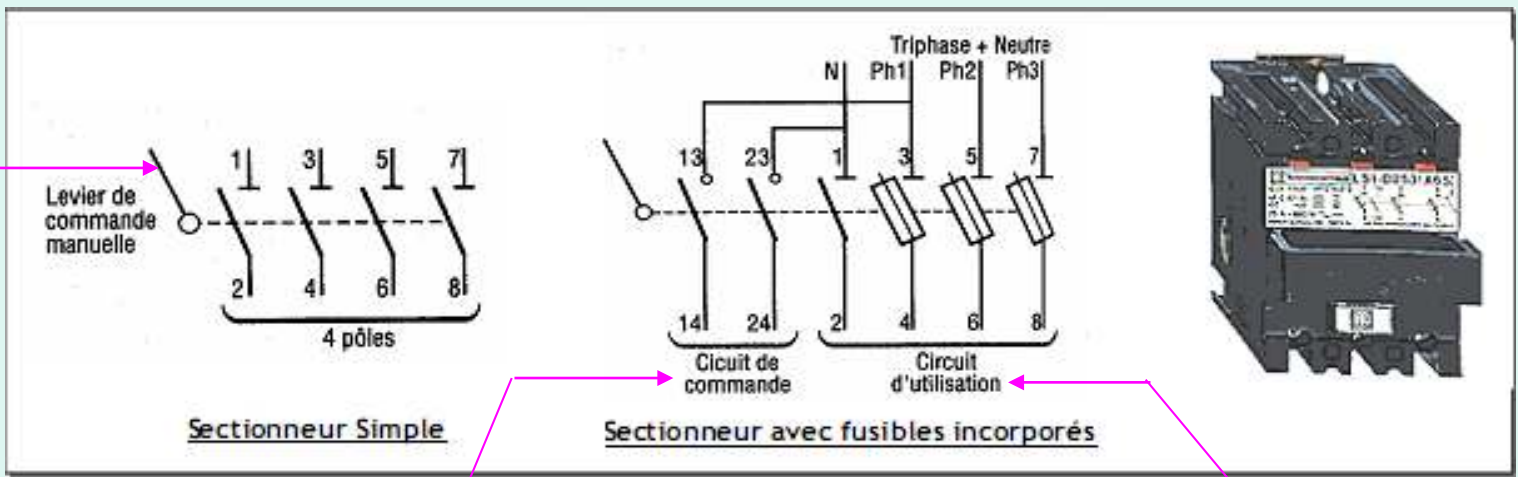 Triphase + Neutre
N Ph1 Ph2 Ph3
1 3 5 7
13 23 1 3 5 7
Levier de
commande
manuelle
2 4 6 8
4 pôles
14 24 2 4 6 8
Cicuit de
commande
Circuit
d'utilisation
Sectionneur Simple
Sectionneur avec fusibles incorporés